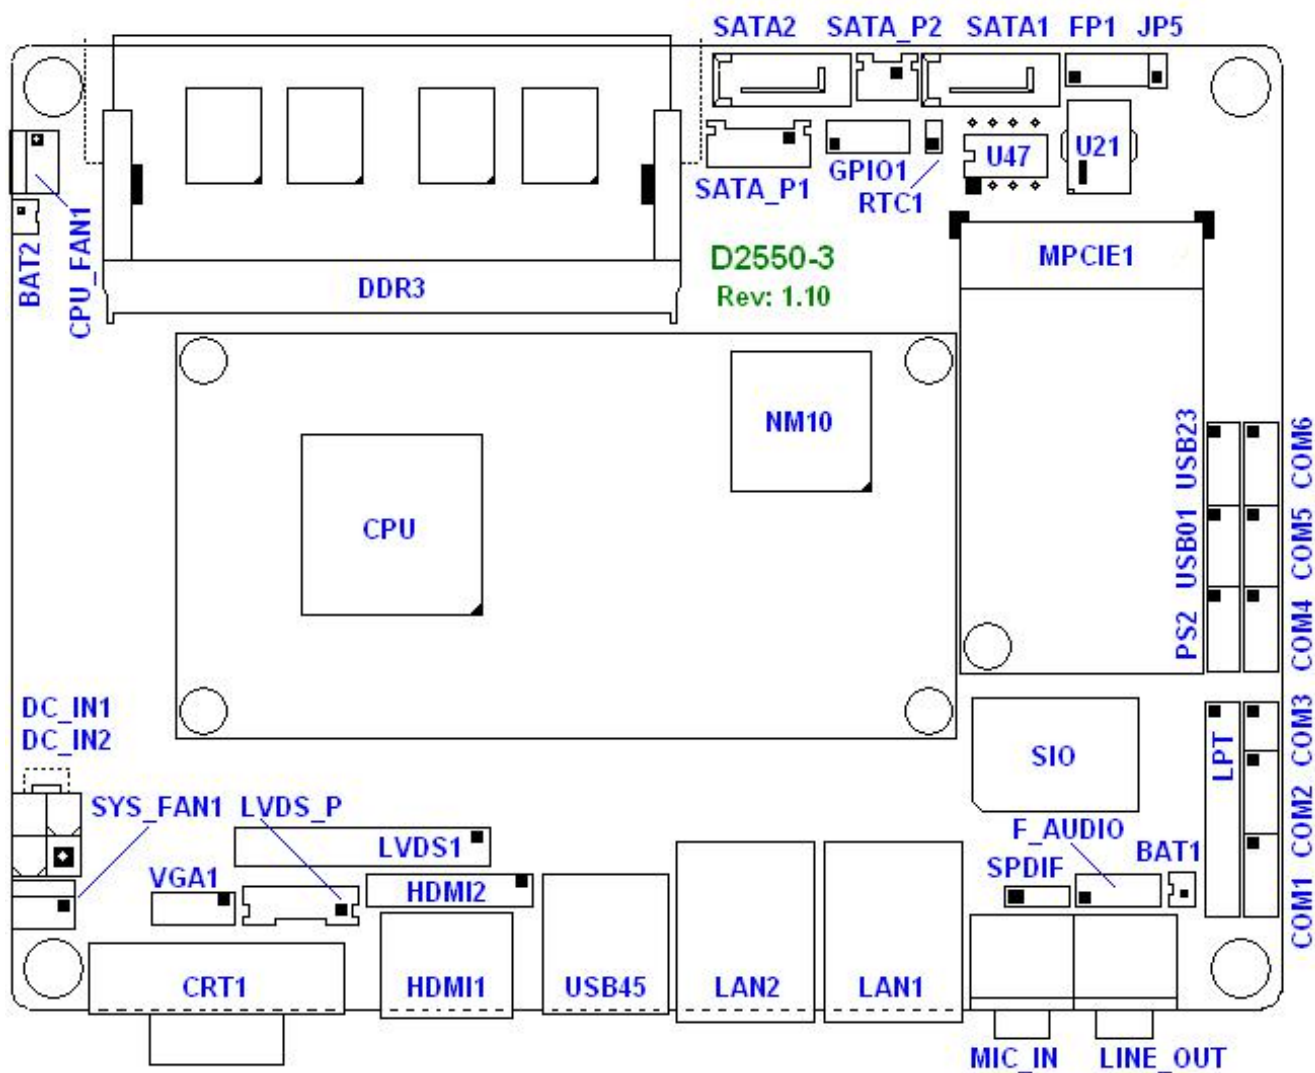 SATA2
SATA_P2
SATA1
FP1
JP5
U47
U21
GPIO1
SATA_P1
RTC1
BAT2
CPU_FAN1
DDR3
D2550-3
Rev: 1.10
MPCIE1
NM10
CPU
USB23
COM6
USB01
COM5
PS2
COM4
DC_IN1
DC_IN2
SIO
LPT
COM3
COM2
COM1
SYS_FAN1
LVDS_P
LVDS1
VGA1
HDMI2
F_AUDIO
SPDIF
BAT1
CRT1
HDMI1
USB45
LAN2
LAN1
MIC_IN
LINE_OUT